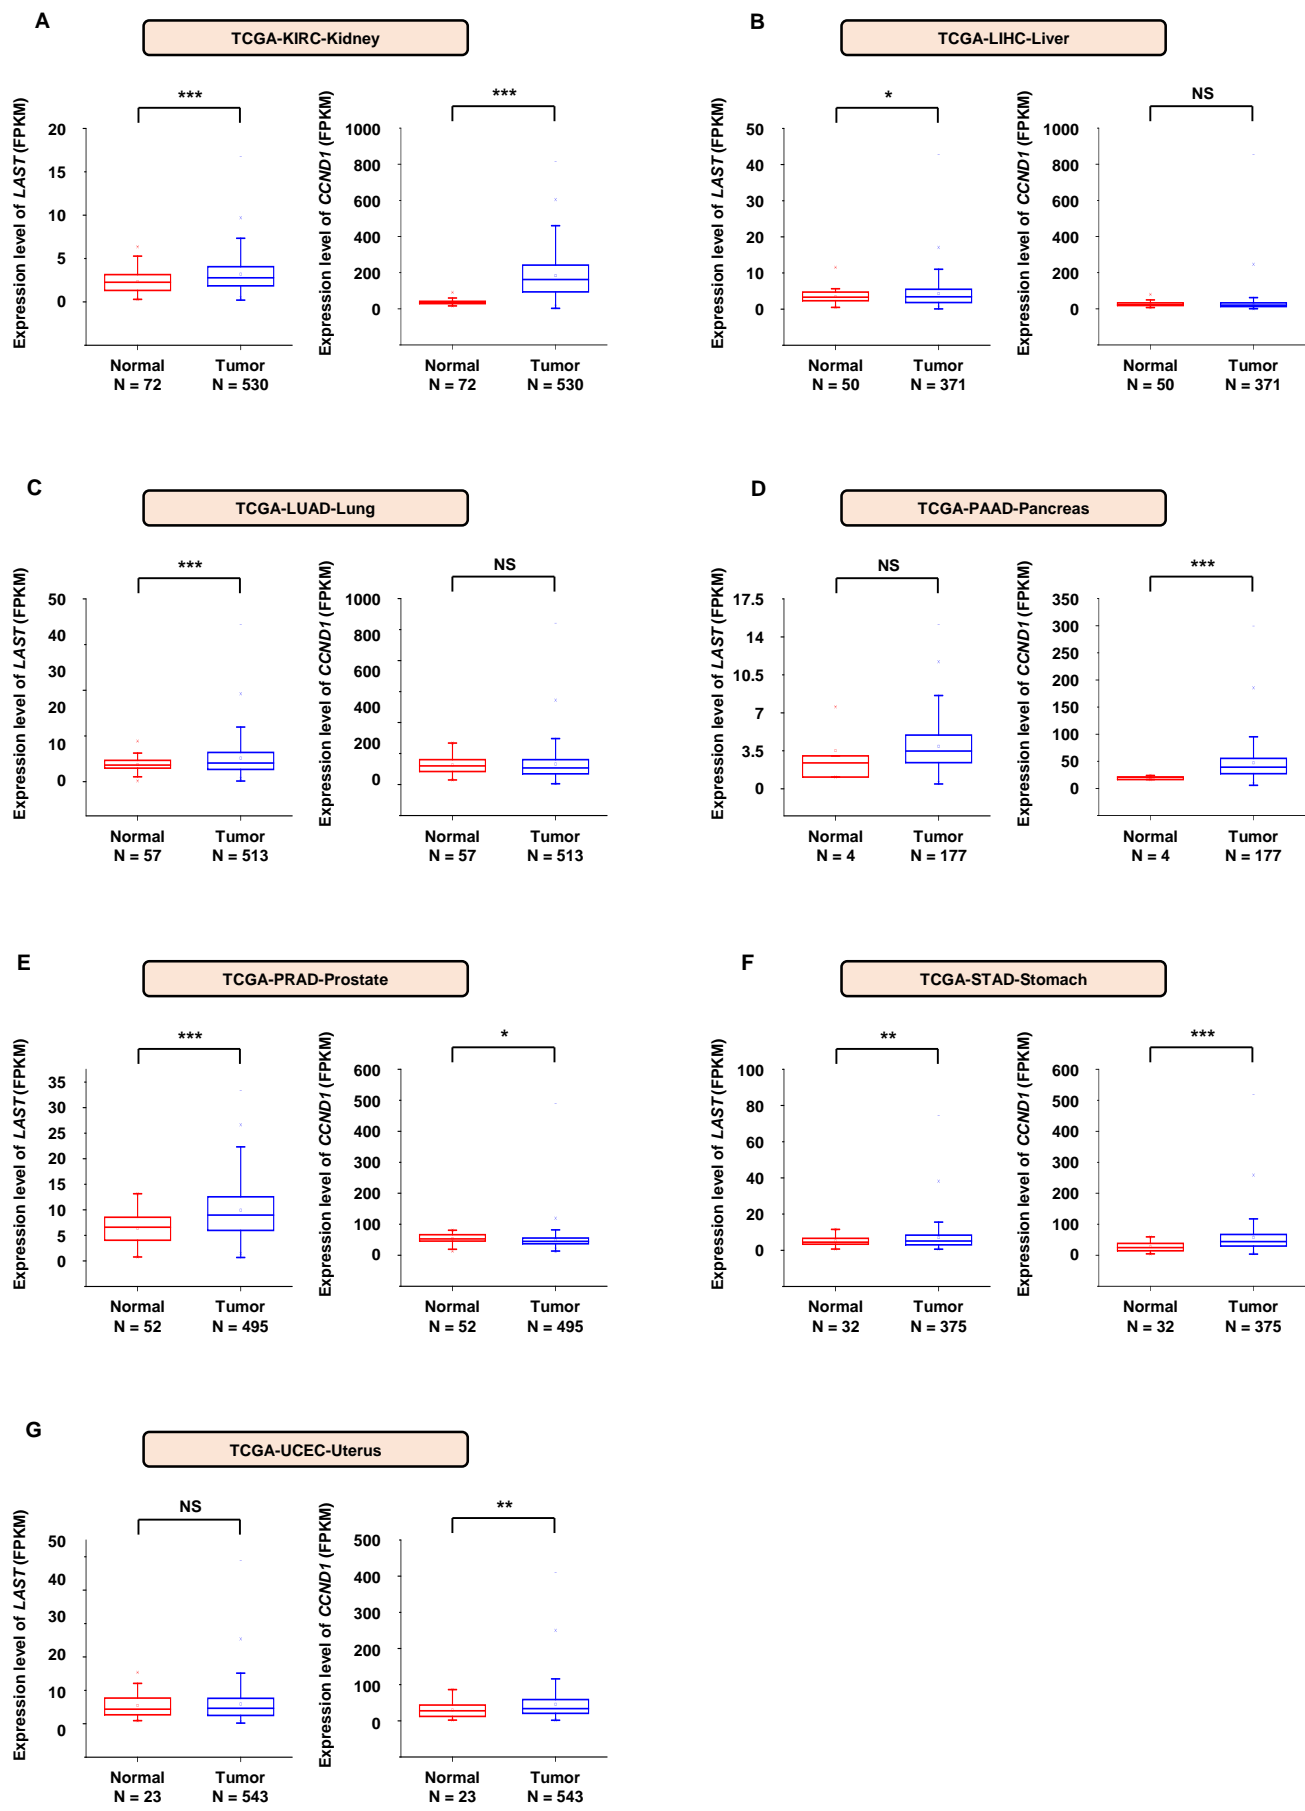 A
TCGA-KIRC-Kidney
Expression level of LAST (FPKM)
***
20
15
10
5
0
Normal
N = 72
Tumor
N = 530
Expression level of CCND1 (FPKM)
***
1000
800
600
400
200
0
Normal
N = 72
Tumor
N = 530
B
TCGA-LIHC-Liver
Expression level of LAST (FPKM)
*
50
40
30
20
10
0
Normal
N = 50
Tumor
N = 371
Expression level of CCND1 (FPKM)
NS
1000
800
600
400
200
0
Normal
N = 50
Tumor
N = 371
C
TCGA-LUAD-Lung
Expression level of LAST (FPKM)
***
50
40
30
20
10
0
Normal
N = 57
Tumor
N = 513
Expression level of CCND1 (FPKM)
NS
1000
800
600
400
200
0
Normal
N = 57
Tumor
N = 513
D
TCGA-PAAD-Pancreas
Expression level of LAST (FPKM)
NS
17.5
14
10.5
7
3.5
0
Normal
N = 4
Tumor
N = 177
Expression level of CCND1 (FPKM)
***
350
300
250
200
150
100
50
0
Normal
N = 4
Tumor
N = 177
E
TCGA-PRAD-Prostate
Expression level of LAST (FPKM)
***
35
30
25
20
15
10
5
0
Normal
N = 52
Tumor
N = 495
Expression level of CCND1 (FPKM)
*
600
500
400
300
200
100
0
Normal
N = 52
Tumor
N = 495
F
TCGA-STAD-Stomach
Expression level of LAST (FPKM)
**
100
80
60
40
20
0
Normal
N = 32
Tumor
N = 375
Expression level of CCND1 (FPKM)
***
600
500
400
300
200
100
0
Normal
N = 32
Tumor
N = 375
G
TCGA-UCEC-Uterus
Expression level of LAST (FPKM)
NS
50
40
30
20
10
0
Normal
N = 23
Tumor
N = 543
Expression level of CCND1 (FPKM)
**
500
400
300
200
100
0
Normal
N = 23
Tumor
N = 543